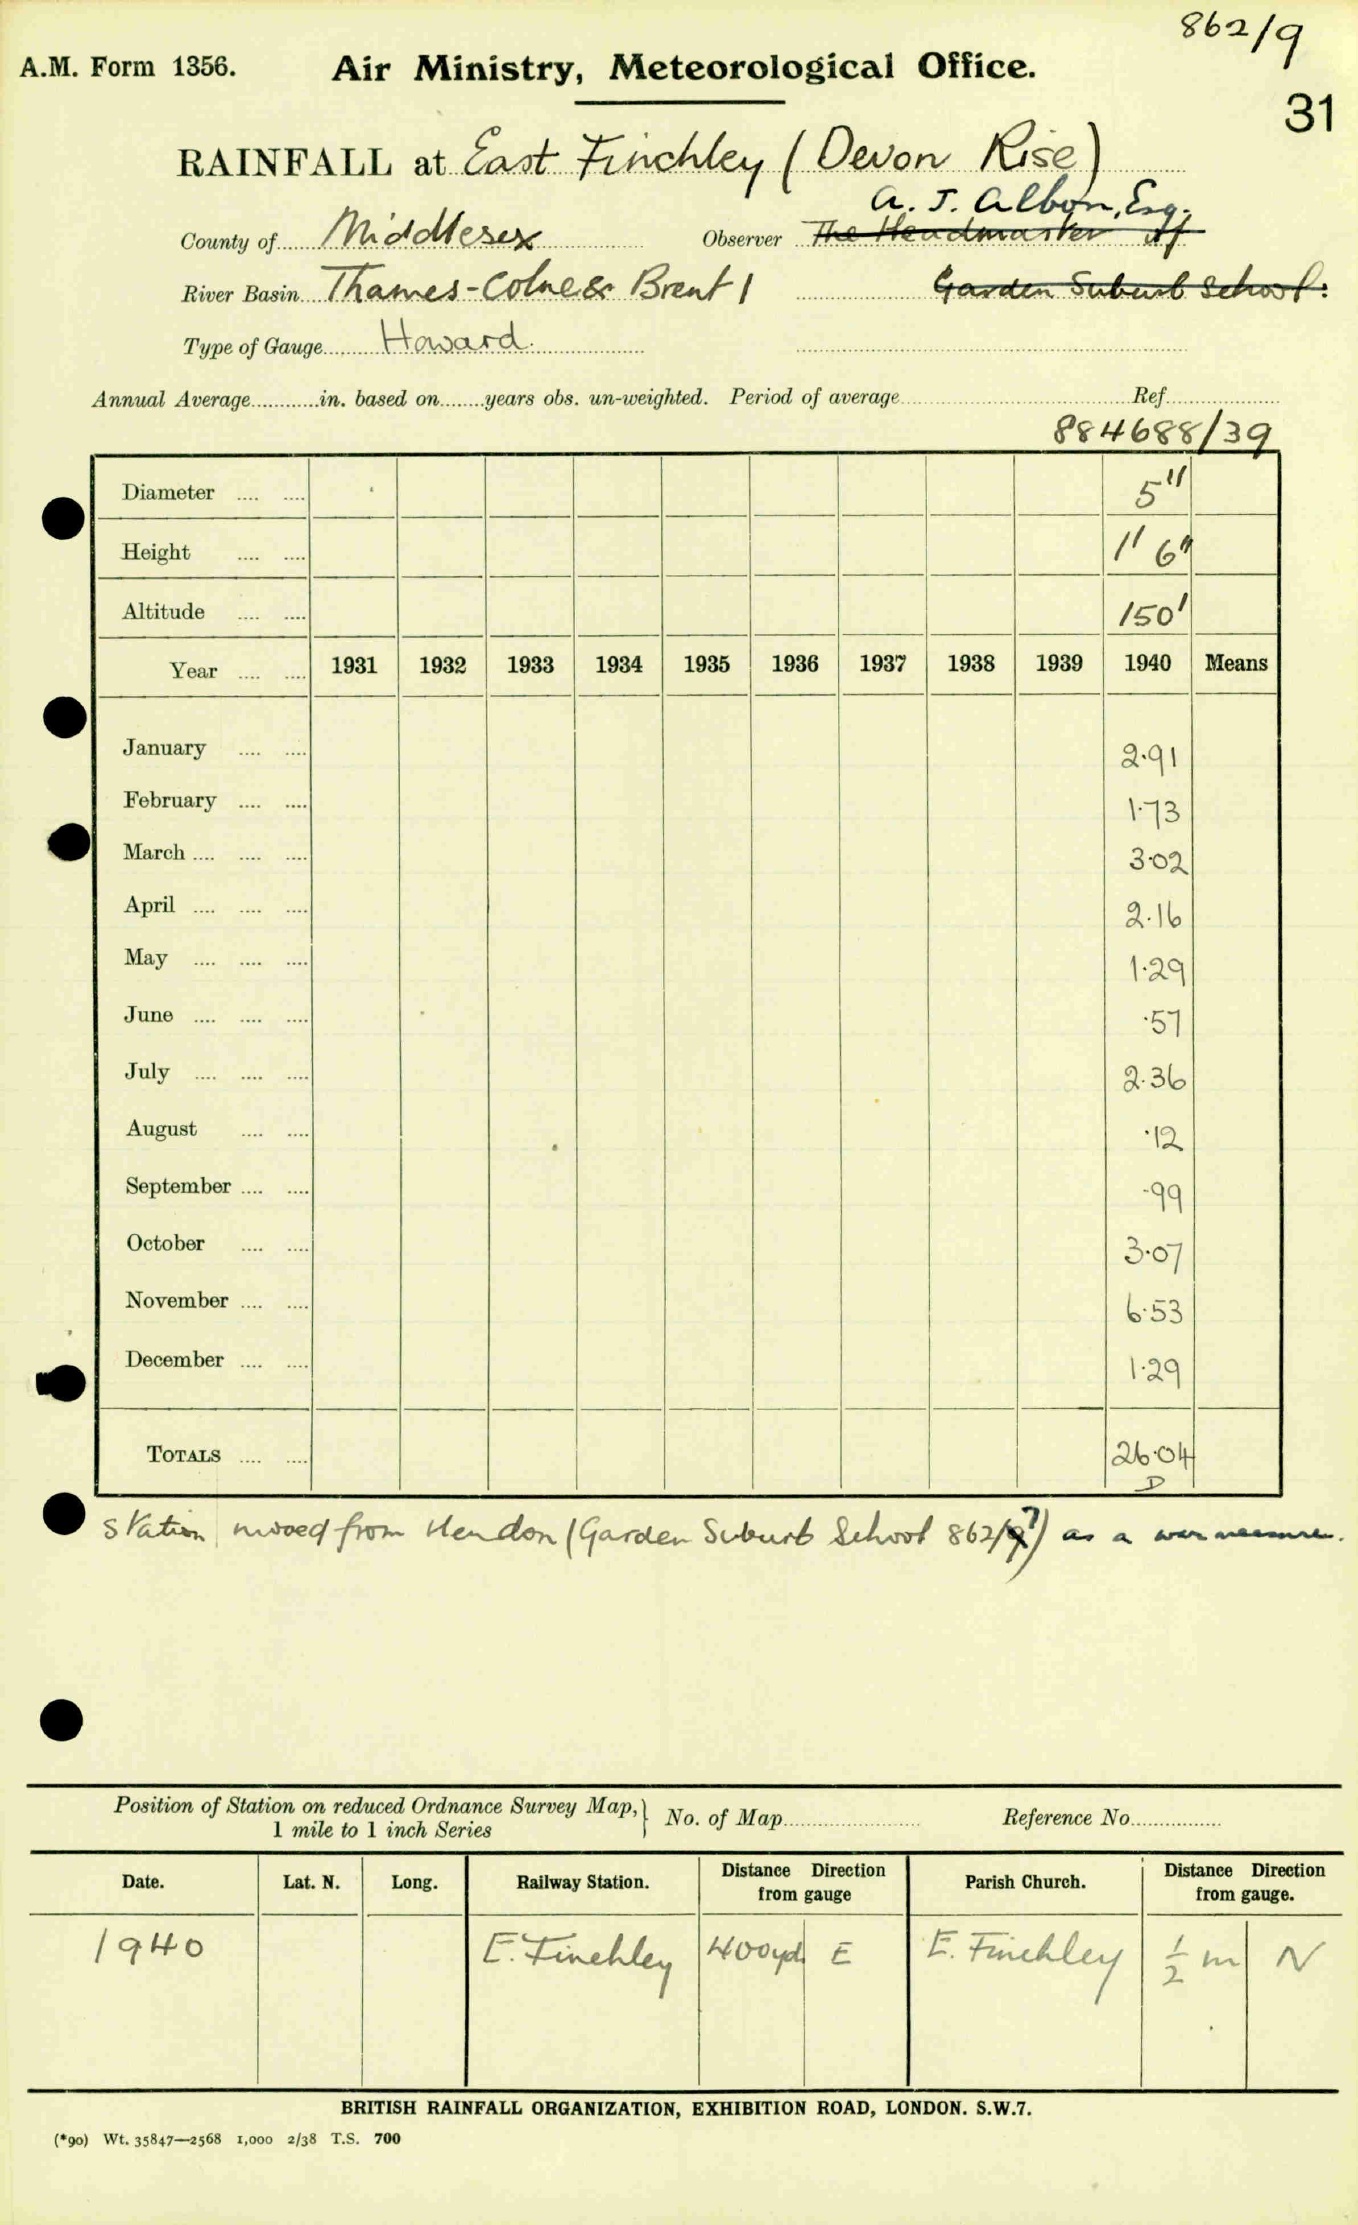 862/9
A.M. Form 1356. Air Ministry, Meteorological Office.
31
RAINFALL at East Finchley (Devon Rise)
A. J. Albon, Esq.
County of Middlesex Observer The Headmaster of
River Basin Thames-Colne & Brent 1 Garden Suburb School.
Type of Gauge Howard.
Annual Average............in. based on........years obs. un-weighted. Period of average.................... Ref....................
884688/39
Diameter .... .... 5"
Height .... .... 1' 6"
Altitude .... .... 150'
Year .... .... 1931 1932 1933 1934 1935 1936 1937 1938 1939 1940 Means
January .... .... 2.91
February .... .... 1.73
March .... .... .... 3.02
April .... .... .... 2.16
May .... .... .... 1.29
June .... .... .... .57
July .... .... .... 2.36
August .... .... .12
September .... .... .99
October .... .... 3.07
November .... .... 6.53
December .... .... 1.29
TOTALS .... .... 26.04
D
Station moved from Hendon (Garden Suburb School 862/7) as a war measure.
Position of Station on reduced Ordnance Survey Map, } No. of Map.................... Reference No....................
1 mile to 1 inch Series
Date. Lat. N. Long. Railway Station. Distance Direction from gauge Parish Church. Distance Direction from gauge.
1940 E. Finchley 400yd E E. Finchley 1/2 m N
BRITISH RAINFALL ORGANIZATION, EXHIBITION ROAD, LONDON. S.W.7.
(*90) Wt. 35847—2568 1,000 2/38 T.S. 700